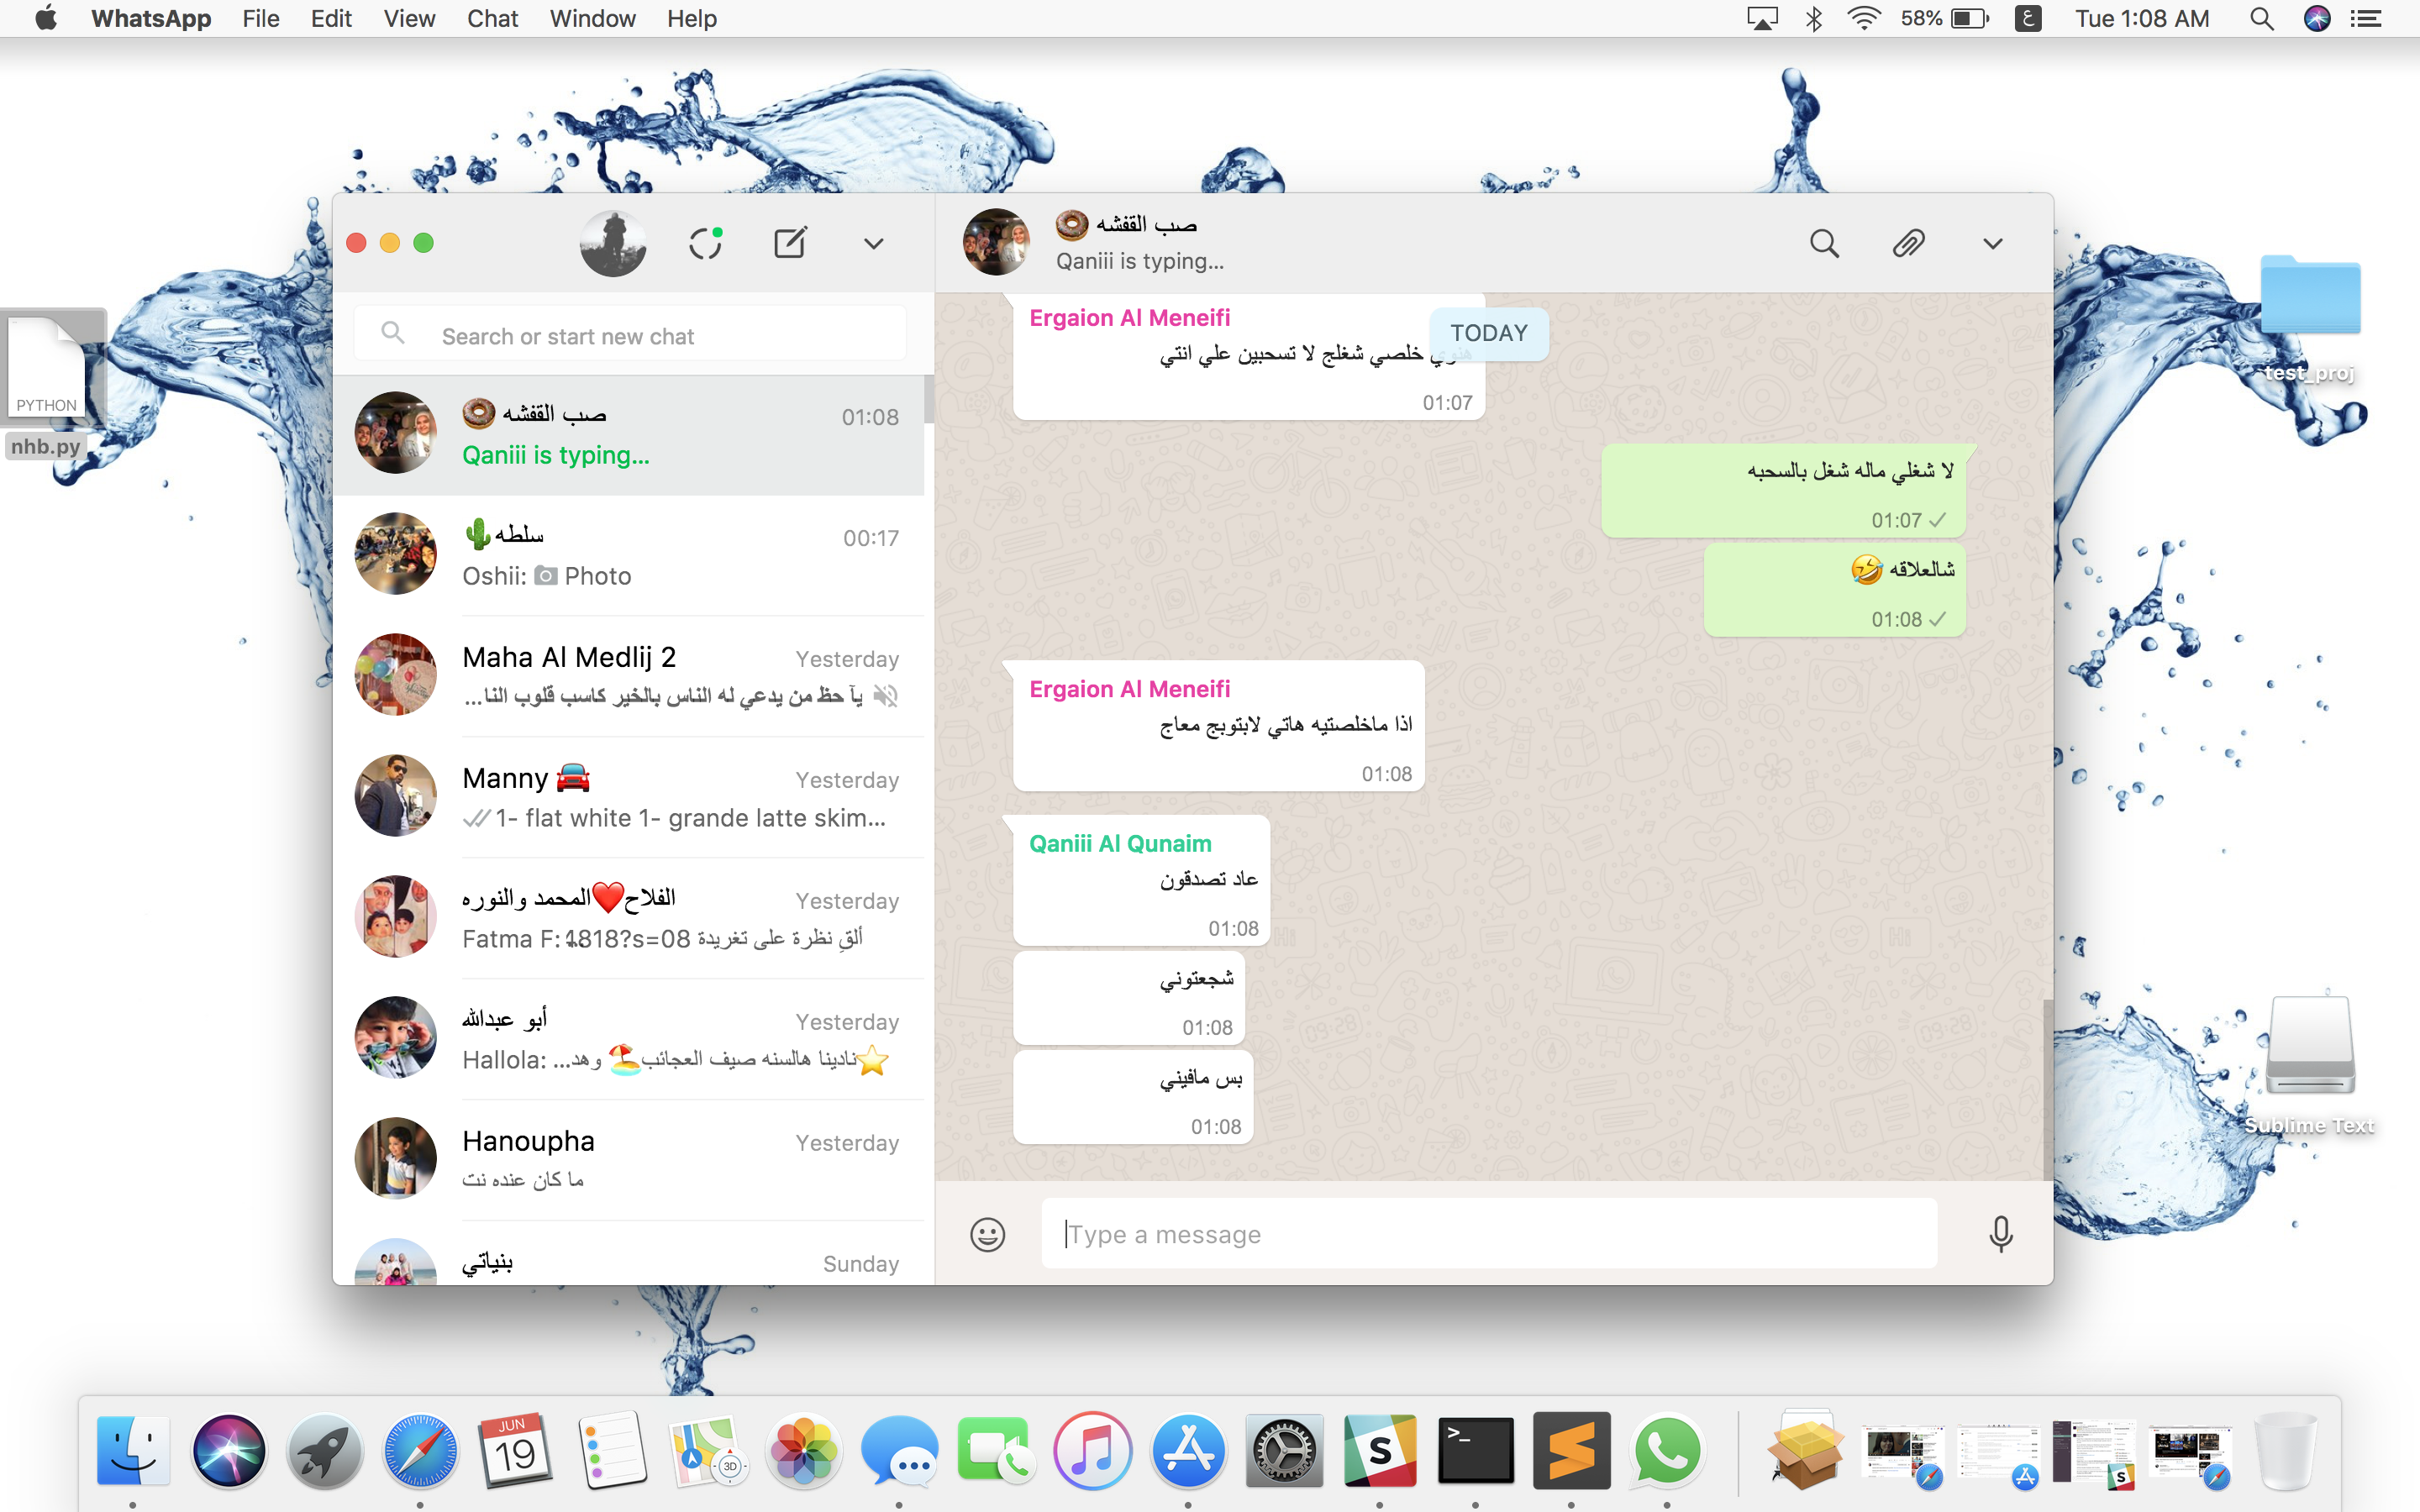 WhatsApp File Edit View Chat Window Help
58% ع Tue 1:08 AM
صب القفشه 🍩
Qaniii is typing...
Search or start new chat
صب القفشه 🍩 01:08
Qaniii is typing...
سلطه🌵 00:17
Oshii: Photo
Maha Al Medlij 2 Yesterday
يآ حظ من يدعي له الناس بالخير كاسب قلوب النا...
Manny 🚘 Yesterday
1- flat white 1- grande latte skim...
الفلاح❤️المحمد والنوره Yesterday
Fatma F: ألقِ نظرة على تغريدة 1818?s=08
أبو عبدالله Yesterday
Hallola: ⭐نادينا هالسنه صيف العجائب🏖 وهد...
Hanoupha Yesterday
ما كان عنده نت
بنياتي Sunday
TODAY
Ergaion Al Meneifi
هنوي خلصي شغلج لا تسحبين علي انتي
01:07
لا شغلي ماله شغل بالسحبه
01:07
شالعلاقه 🤣
01:08
Ergaion Al Meneifi
اذا ماخلصتيه هاتي لابتوبج معاج
01:08
Qaniii Al Qunaim
عاد تصدقون
01:08
شجعتوني
01:08
بس مافيني
01:08
Type a message
PYTHON
nhb.py
test_proj
Sublime Text
JUN
19
3D